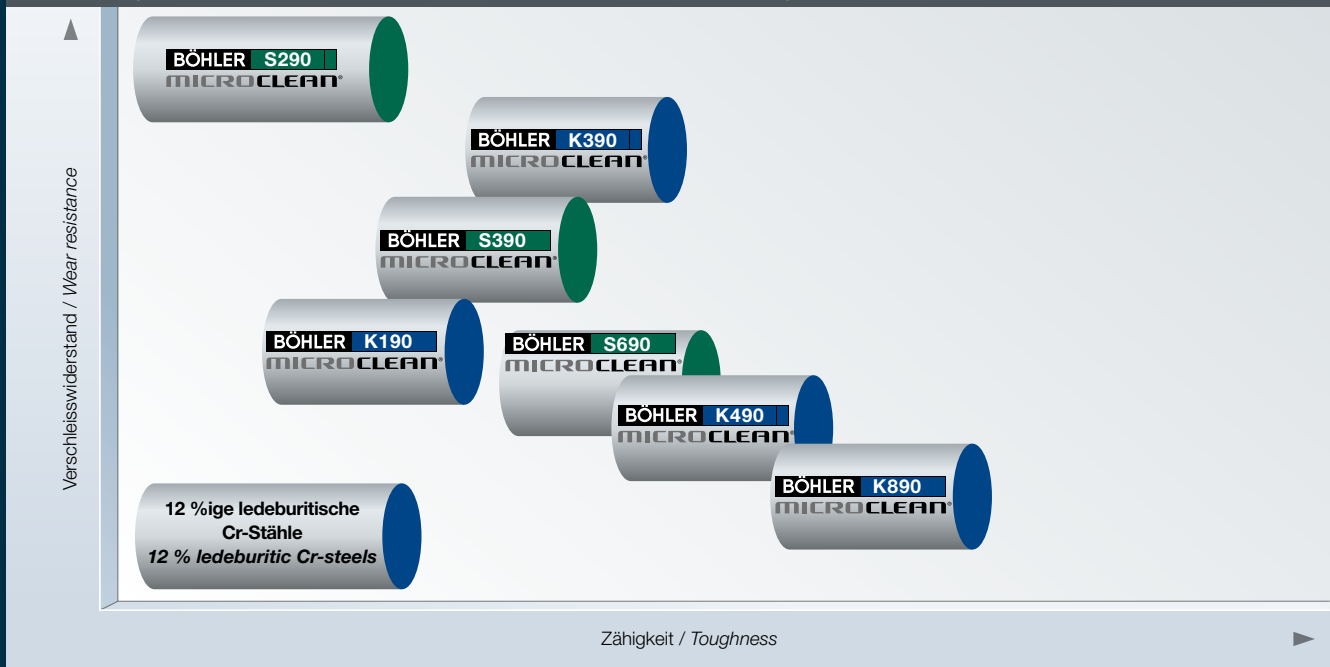 BÖHLER S290
MICROCLEAN®
BÖHLER K390
MICROCLEAN®
BÖHLER S390
MICROCLEAN®
BÖHLER K190
MICROCLEAN®
BÖHLER S690
MICROCLEAN®
BÖHLER K490
MICROCLEAN®
BÖHLER K890
MICROCLEAN®
12 %ige ledeburitische
Cr-Stähle
12 % ledeburitic Cr-steels
Verschleisswiderstand / Wear resistance
Zähigkeit / Toughness